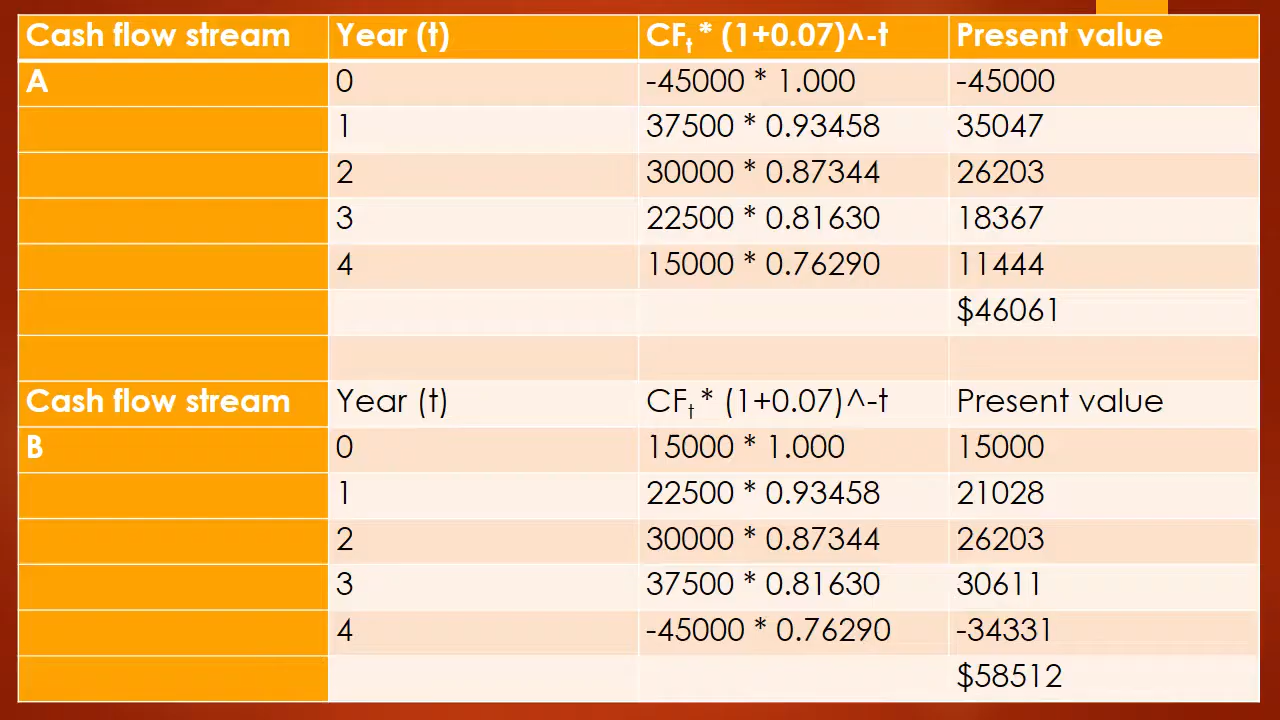 Cash flow stream Year (t) CFt * (1+0.07)^-t Present value
A 0 -45000 * 1.000 -45000
1 37500 * 0.93458 35047
2 30000 * 0.87344 26203
3 22500 * 0.81630 18367
4 15000 * 0.76290 11444
$46061
Cash flow stream Year (t) CFt * (1+0.07)^-t Present value
B 0 15000 * 1.000 15000
1 22500 * 0.93458 21028
2 30000 * 0.87344 26203
3 37500 * 0.81630 30611
4 -45000 * 0.76290 -34331
$58512